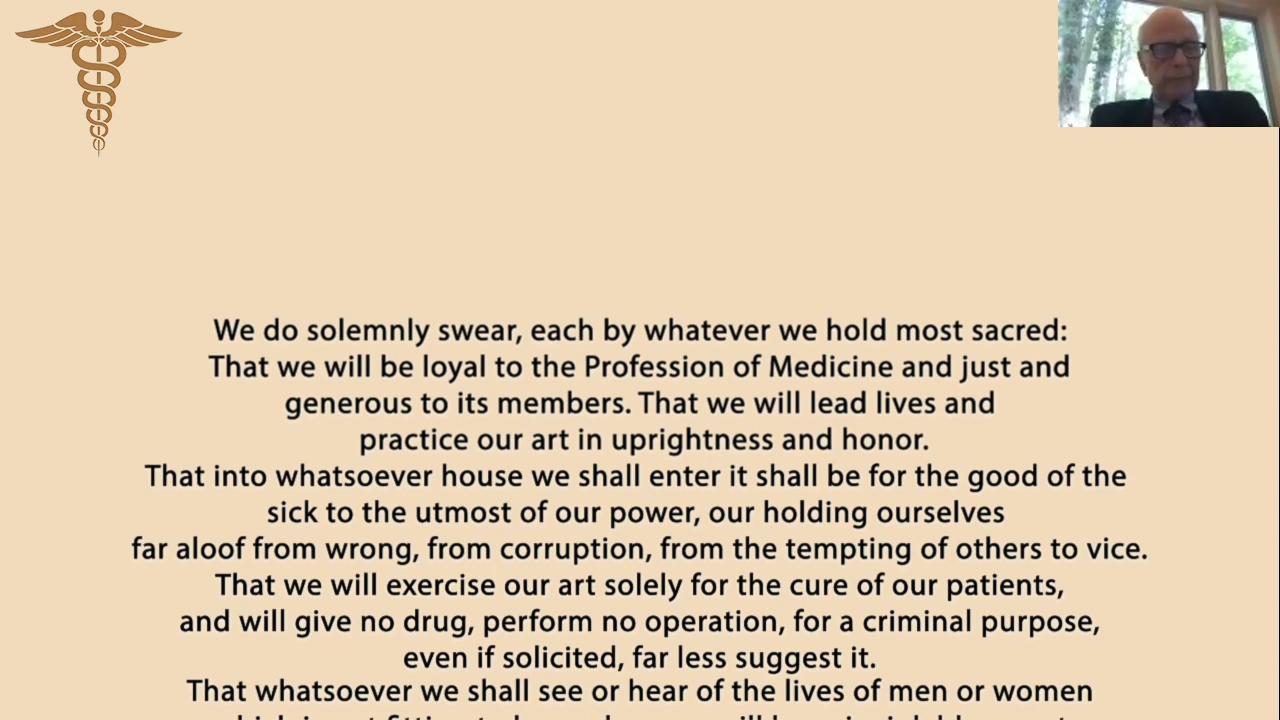 We do solemnly swear, each by whatever we hold most sacred:
That we will be loyal to the Profession of Medicine and just and
generous to its members. That we will lead lives and
practice our art in uprightness and honor.
That into whatsoever house we shall enter it shall be for the good of the
sick to the utmost of our power, our holding ourselves
far aloof from wrong, from corruption, from the tempting of others to vice.
That we will exercise our art solely for the cure of our patients,
and will give no drug, perform no operation, for a criminal purpose,
even if solicited, far less suggest it.
That whatsoever we shall see or hear of the lives of men or women